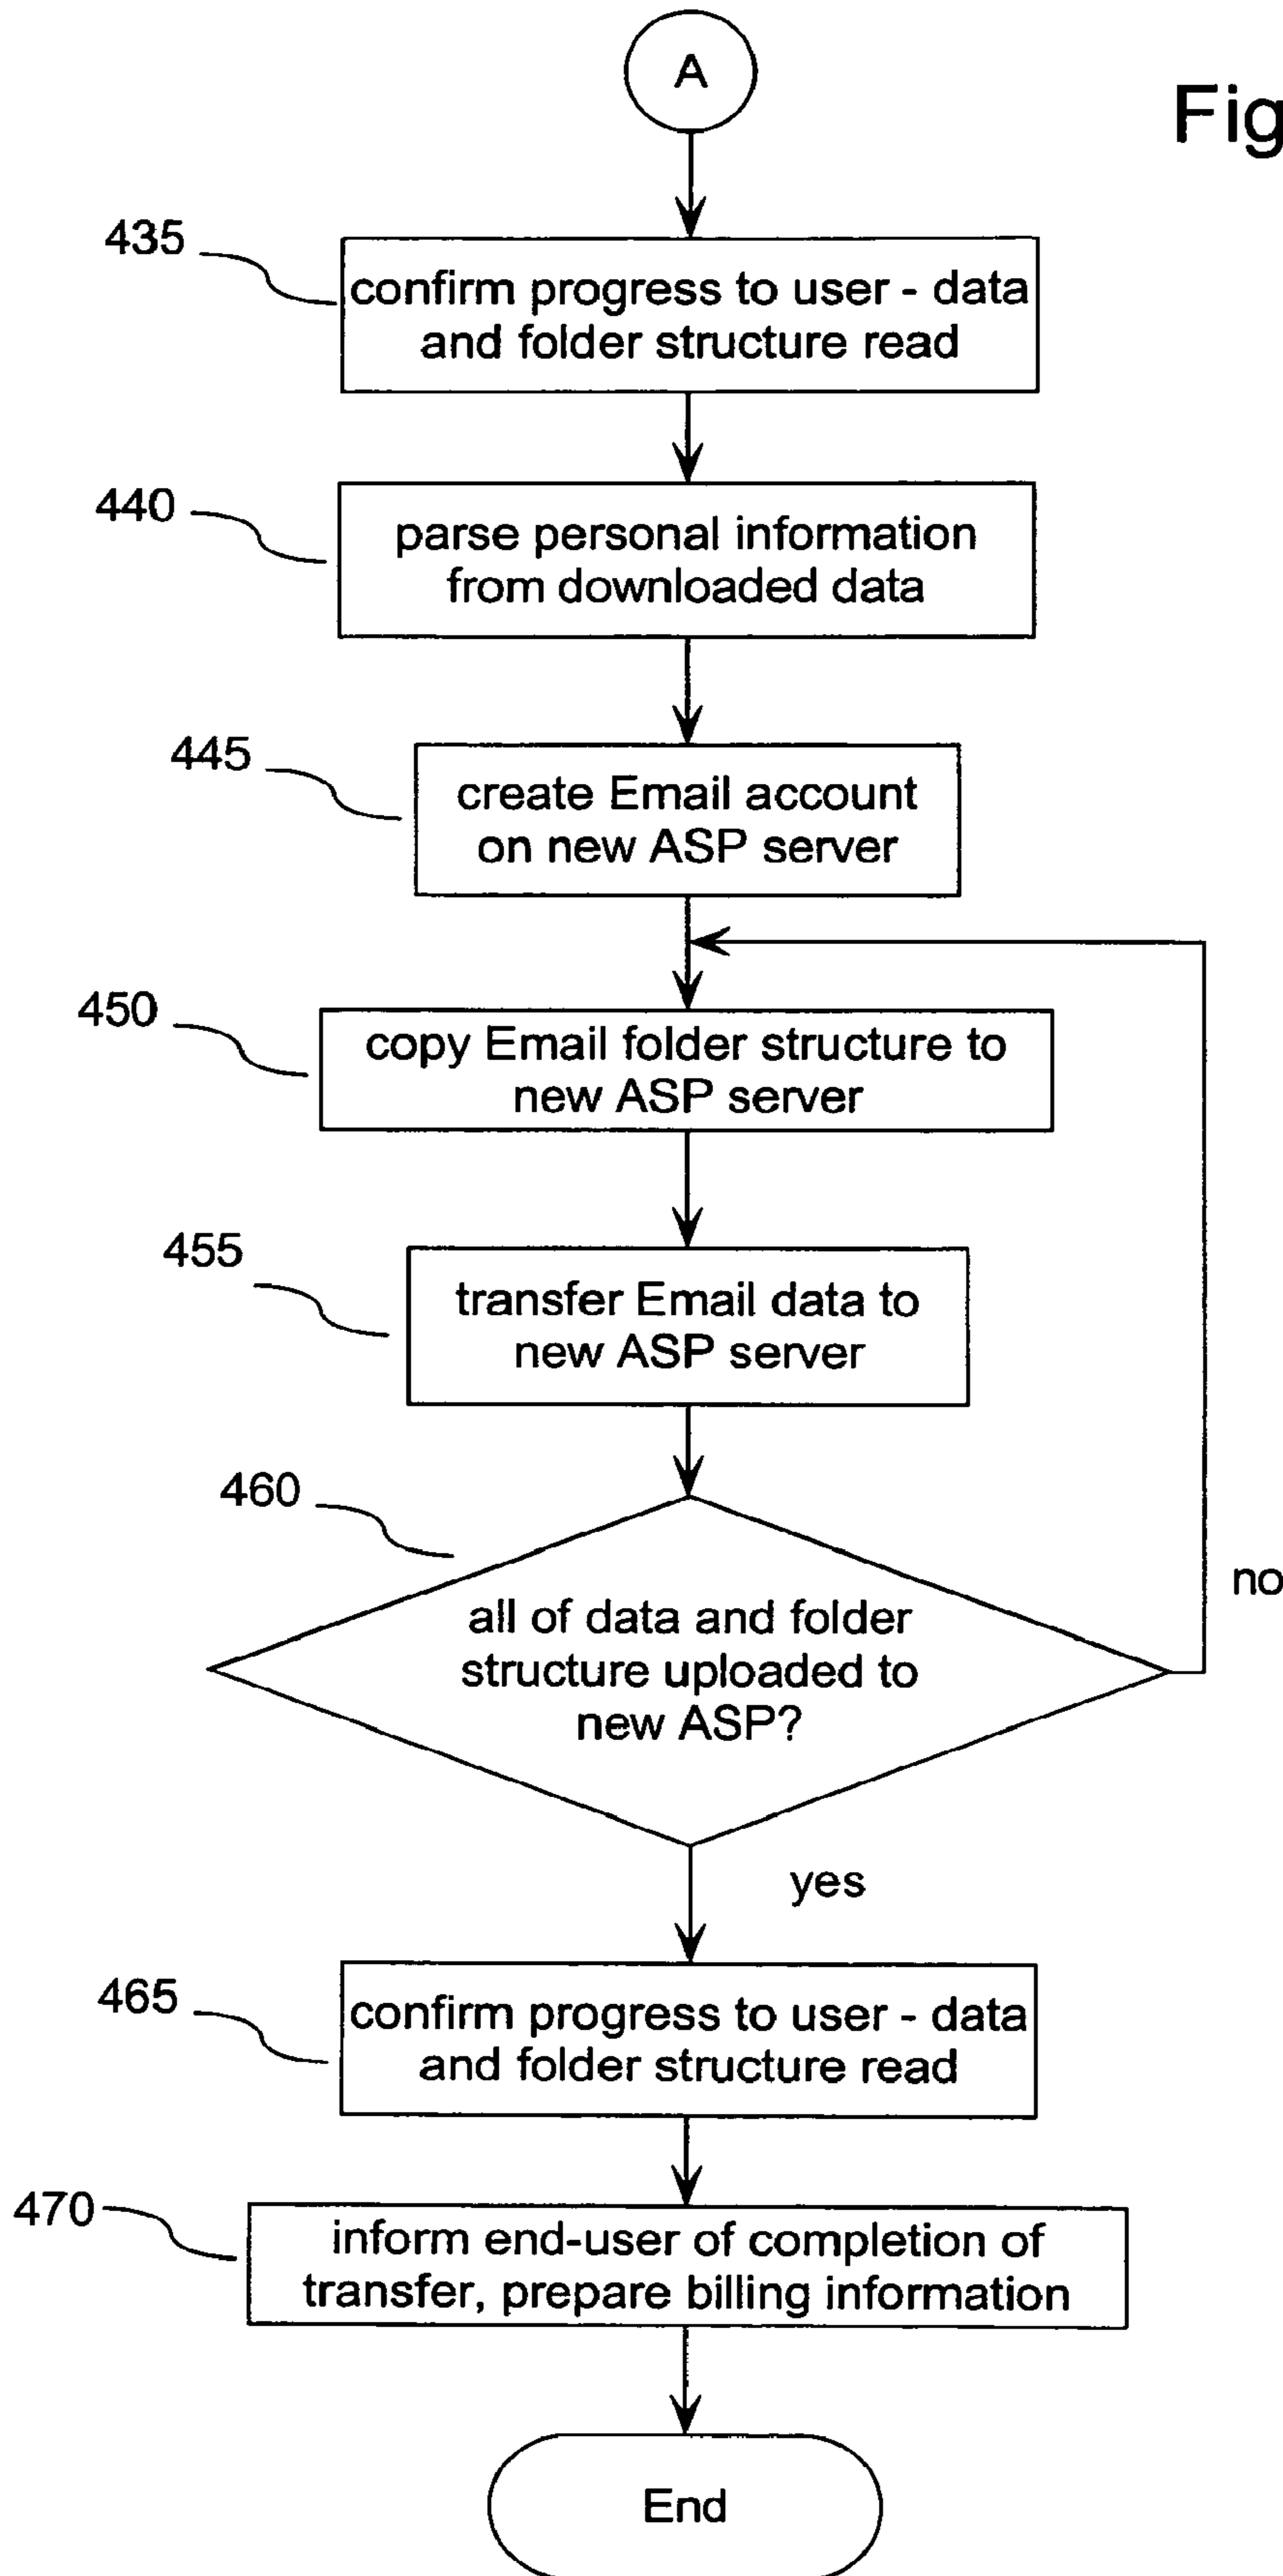 A
Fig
435
confirm progress to user - data
and folder structure read
440
parse personal information
from downloaded data
445
create Email account
on new ASP server
450
copy Email folder structure to
new ASP server
455
transfer Email data to
new ASP server
460
all of data and folder
structure uploaded to
new ASP?
no
yes
465
confirm progress to user - data
and folder structure read
470
inform end-user of completion of
transfer, prepare billing information
End